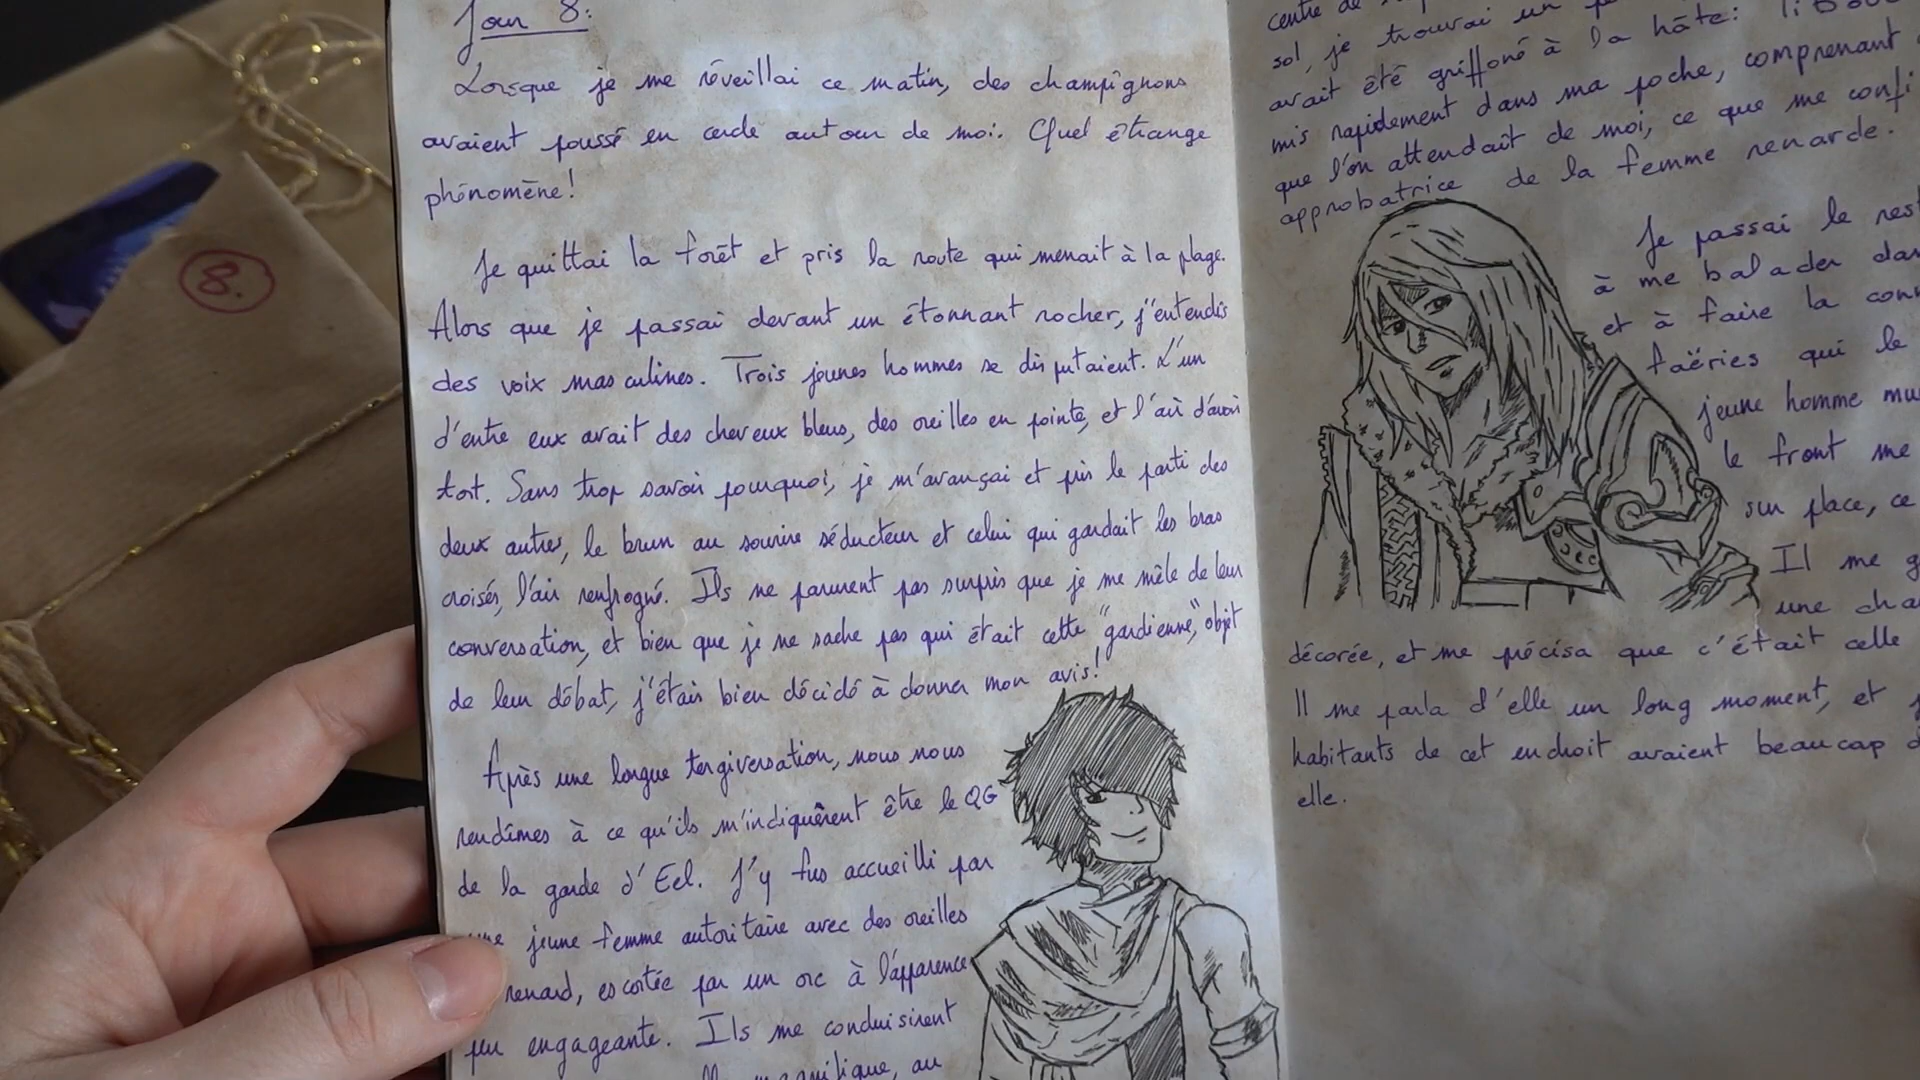 8.
Jour 8:
Lorsque je me réveillai ce matin, des champignons
avaient poussé en cercle autour de moi. Quel étrange
phénomène!
Je quittai la forêt et pris la route qui menait à la plage.
Alors que je passai devant un étonnant rocher, j'entendis
des voix masculines. Trois jeunes hommes se disputaient. L'un
d'entre eux avait des cheveux bleus, des oreilles en pointe, et l'air d'avoir
tort. Sans trop savoir pourquoi, je m'avançai et pris le parti des
deux autres, le brun au sourire séducteur et celui qui gardait les bras
croisés, l'air renfrogné. Ils ne parurent pas surpris que je me mêle de leur
conversation, et bien que je ne sache pas qui était cette "gardienne", objet
de leur débat, j'étais bien décidé à donner mon avis!
Après une longue tergiversation, nous nous
rendîmes à ce qu'ils m'indiquèrent être le QG
de la garde d'Eel. J'y fus accueilli par
jeune femme autoritaire avec des oreilles
renard, escortée par un orc à l'apparence
peu engageante. Ils me conduisirent
magnifique, au
centre de
sol, je trouvai un
avait été griffoné à la hâte:
mis rapidement dans ma poche, comprenant
que l'on attendait de moi, ce que me
approbatrice de la femme renarde.
Je passai le
à me balader
et à faire la
faëries qui le
jeune homme
le front me
sur place, ce
Il me
une
décorée, et me précisa que c'était celle
Il me parla d'elle un long moment, et
habitants de cet endroit avaient beaucoup
elle.